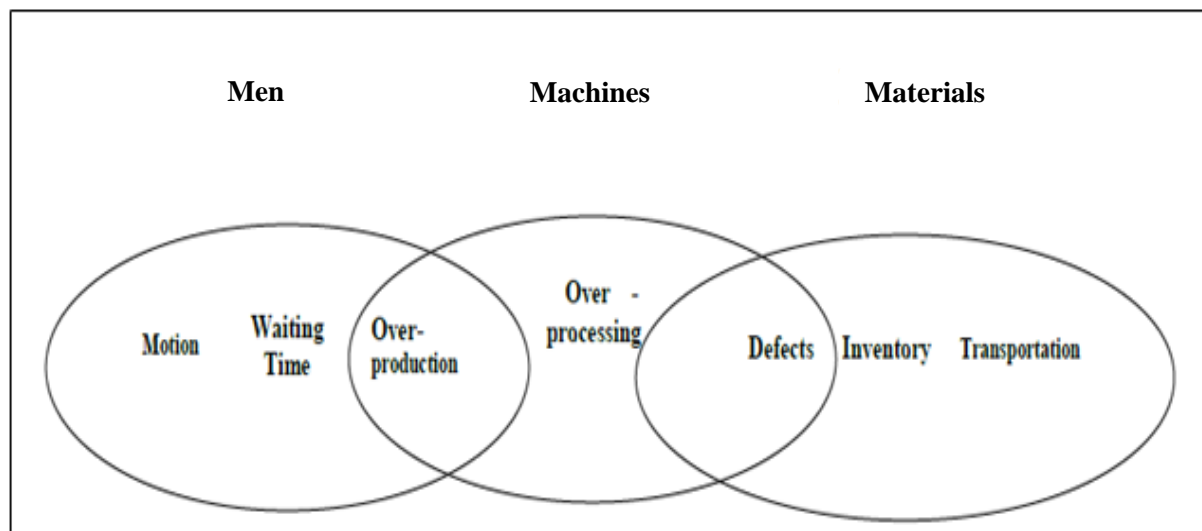 Men Machines Materials
Motion
Waiting
Time
Over-
production
Over -
processing
Defects
Inventory
Transportation